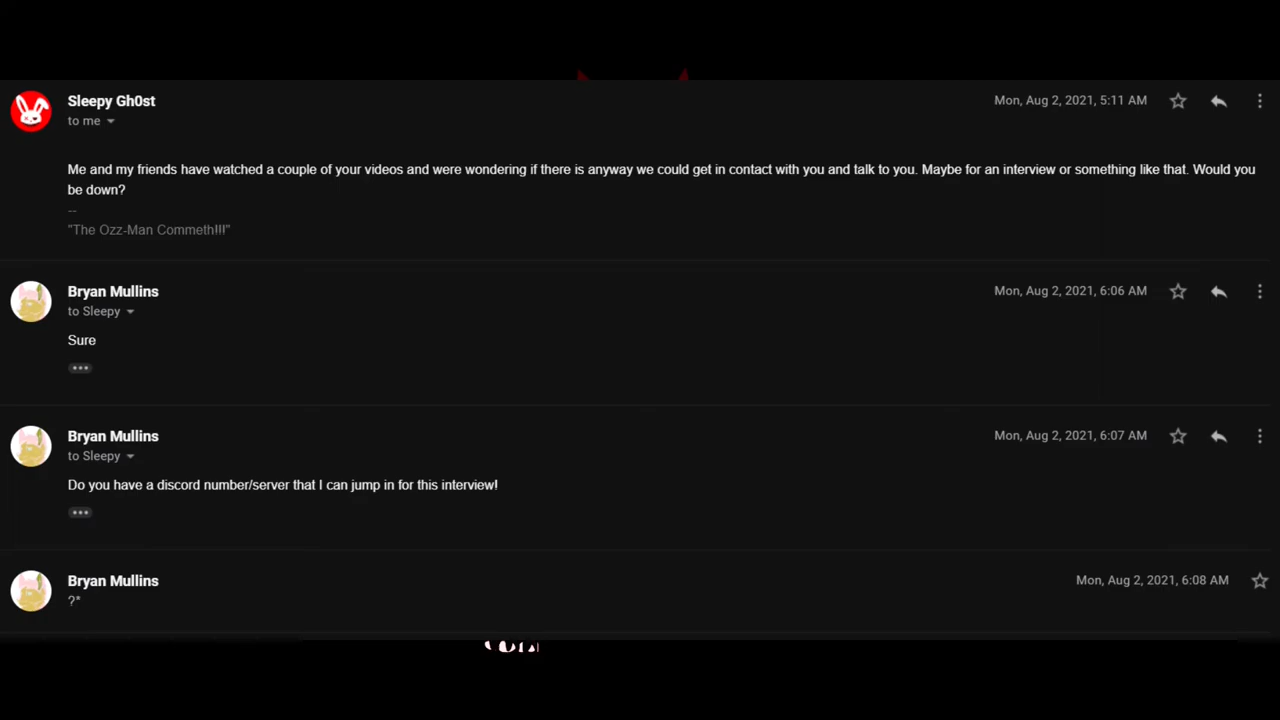 Sleepy Gh0st
Mon, Aug 2, 2021, 5:11 AM
to me
Me and my friends have watched a couple of your videos and were wondering if there is anyway we could get in contact with you and talk to you. Maybe for an interview or something like that. Would you
be down?
--
"The Ozz-Man Commeth!!!"
Bryan Mullins
Mon, Aug 2, 2021, 6:06 AM
to Sleepy
Sure
Bryan Mullins
Mon, Aug 2, 2021, 6:07 AM
to Sleepy
Do you have a discord number/server that I can jump in for this interview!
Bryan Mullins
Mon, Aug 2, 2021, 6:08 AM
?*